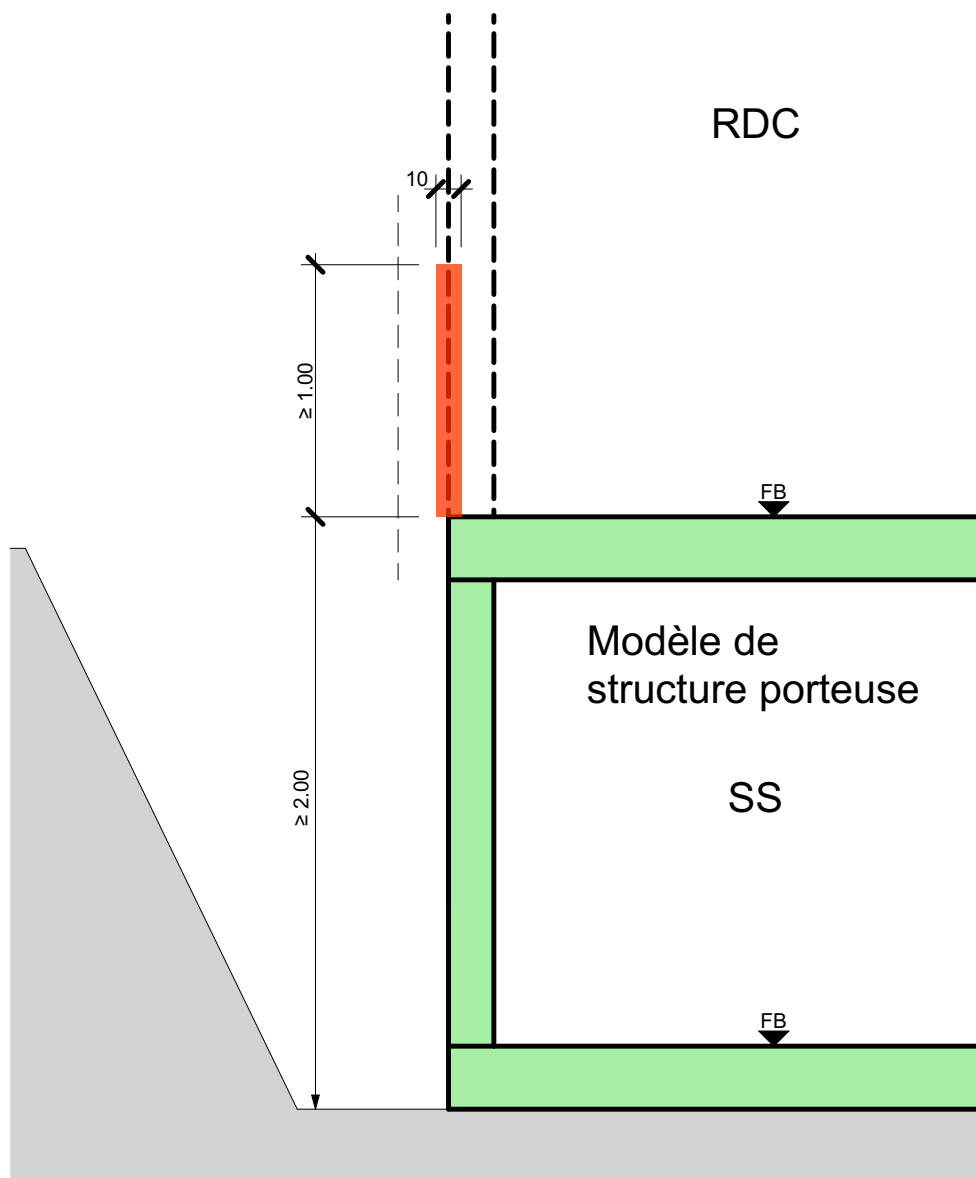 RDC
10
≥ 1.00
FB
Modèle de
structure porteuse
SS
≥ 2.00
FB